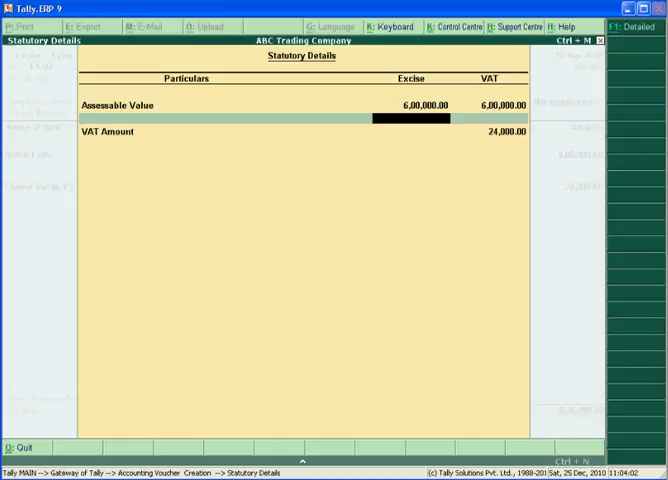 Tally.ERP 9
P: Print E: Export M: E-Mail O: Upload G: Language K: Keyboard K: Control Centre H: Support Centre H: Help F1: Detailed
Statutory Details ABC Trading Company Ctrl + M
Statutory Details
Particulars Excise VAT
Assessable Value 6,00,000.00 6,00,000.00
VAT Amount 24,000.00
Q: Quit
Ctrl + N
Tally MAIN --> Gateway of Tally --> Accounting Voucher Creation --> Statutory Details (c) Tally Solutions Pvt. Ltd., 1988-201 Sat, 25 Dec, 2010 11:04:02